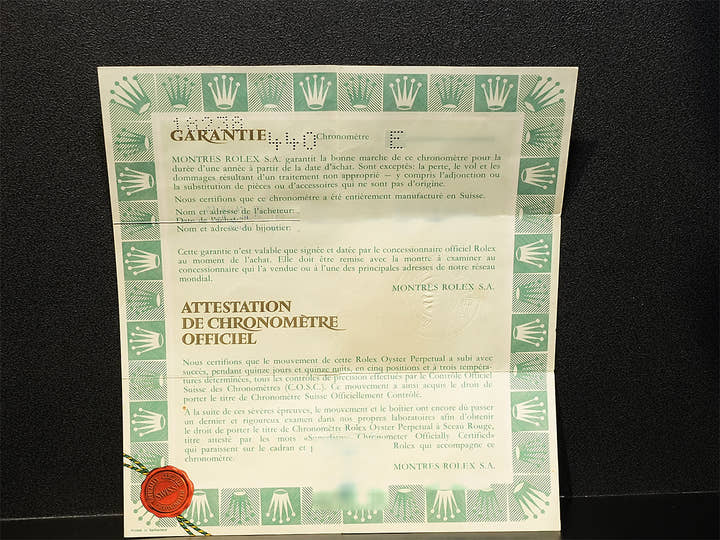 18238
GARANTIE 440 Chronomètre E
MONTRES ROLEX S.A. garantit la bonne marche de ce chronomètre pour la
durée d'une année à partir de la date d'achat. Sont exceptés: la perte, le vol et les
dommages résultant d'un traitement non approprié – y compris l'adjonction ou
la substitution de pièces ou d'accessoires qui ne sont pas d'origine.
Nous certifions que ce chronomètre a été entièrement manufacturé en Suisse.
Nom et adresse de l'acheteur:
Nom et adresse du bijoutier:
Cette garantie n'est valable que signée et datée par le concessionnaire officiel Rolex
au moment de l'achat. Elle doit être remise avec la montre à examiner au
concessionnaire qui l'a vendue ou à l'une des principales adresses de notre réseau
mondial.
MONTRES ROLEX S.A.
ATTESTATION
DE CHRONOMÈTRE
OFFICIEL
Nous certifions que le mouvement de cette Rolex Oyster Perpetual a subi avec
succès, pendant quinze jours et quinze nuits, en cinq positions et à trois tempéra-
tures déterminées, tous les contrôles de précision effectués par le Contrôle Officiel
Suisse des Chronomètres (C.O.S.C.). Ce mouvement a ainsi acquis le droit de
porter le titre de Chronomètre Suisse Officiellement Contrôlé.
A la suite de ces sévères épreuves, le mouvement et le boîtier ont encore dû passer
un dernier et rigoureux examen dans nos propres laboratoires afin d'obtenir
le droit de porter le titre de Chronomètre Rolex Oyster Perpetual à Sceau Rouge,
titre attesté par les mots «Superlative Chronometer Officially Certified»
qui paraissent sur le cadran et Rolex qui accompagne ce
chronomètre.
MONTRES ROLEX S.A.
Printed in Switzerland